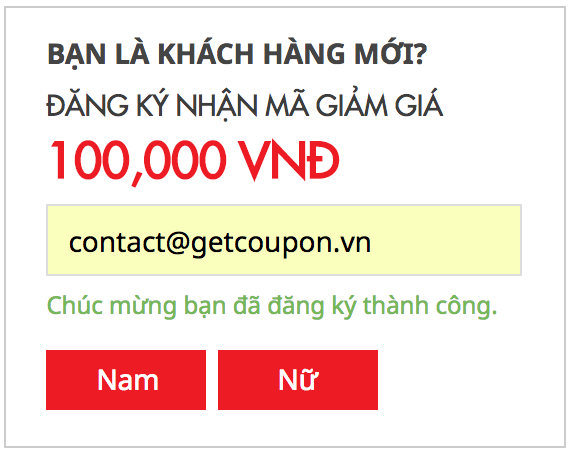 BẠN LÀ KHÁCH HÀNG MỚI?
ĐĂNG KÝ NHẬN MÃ GIẢM GIÁ
100,000 VNĐ
contact@getcoupon.vn
Chúc mừng bạn đã đăng ký thành công.
Nam Nữ